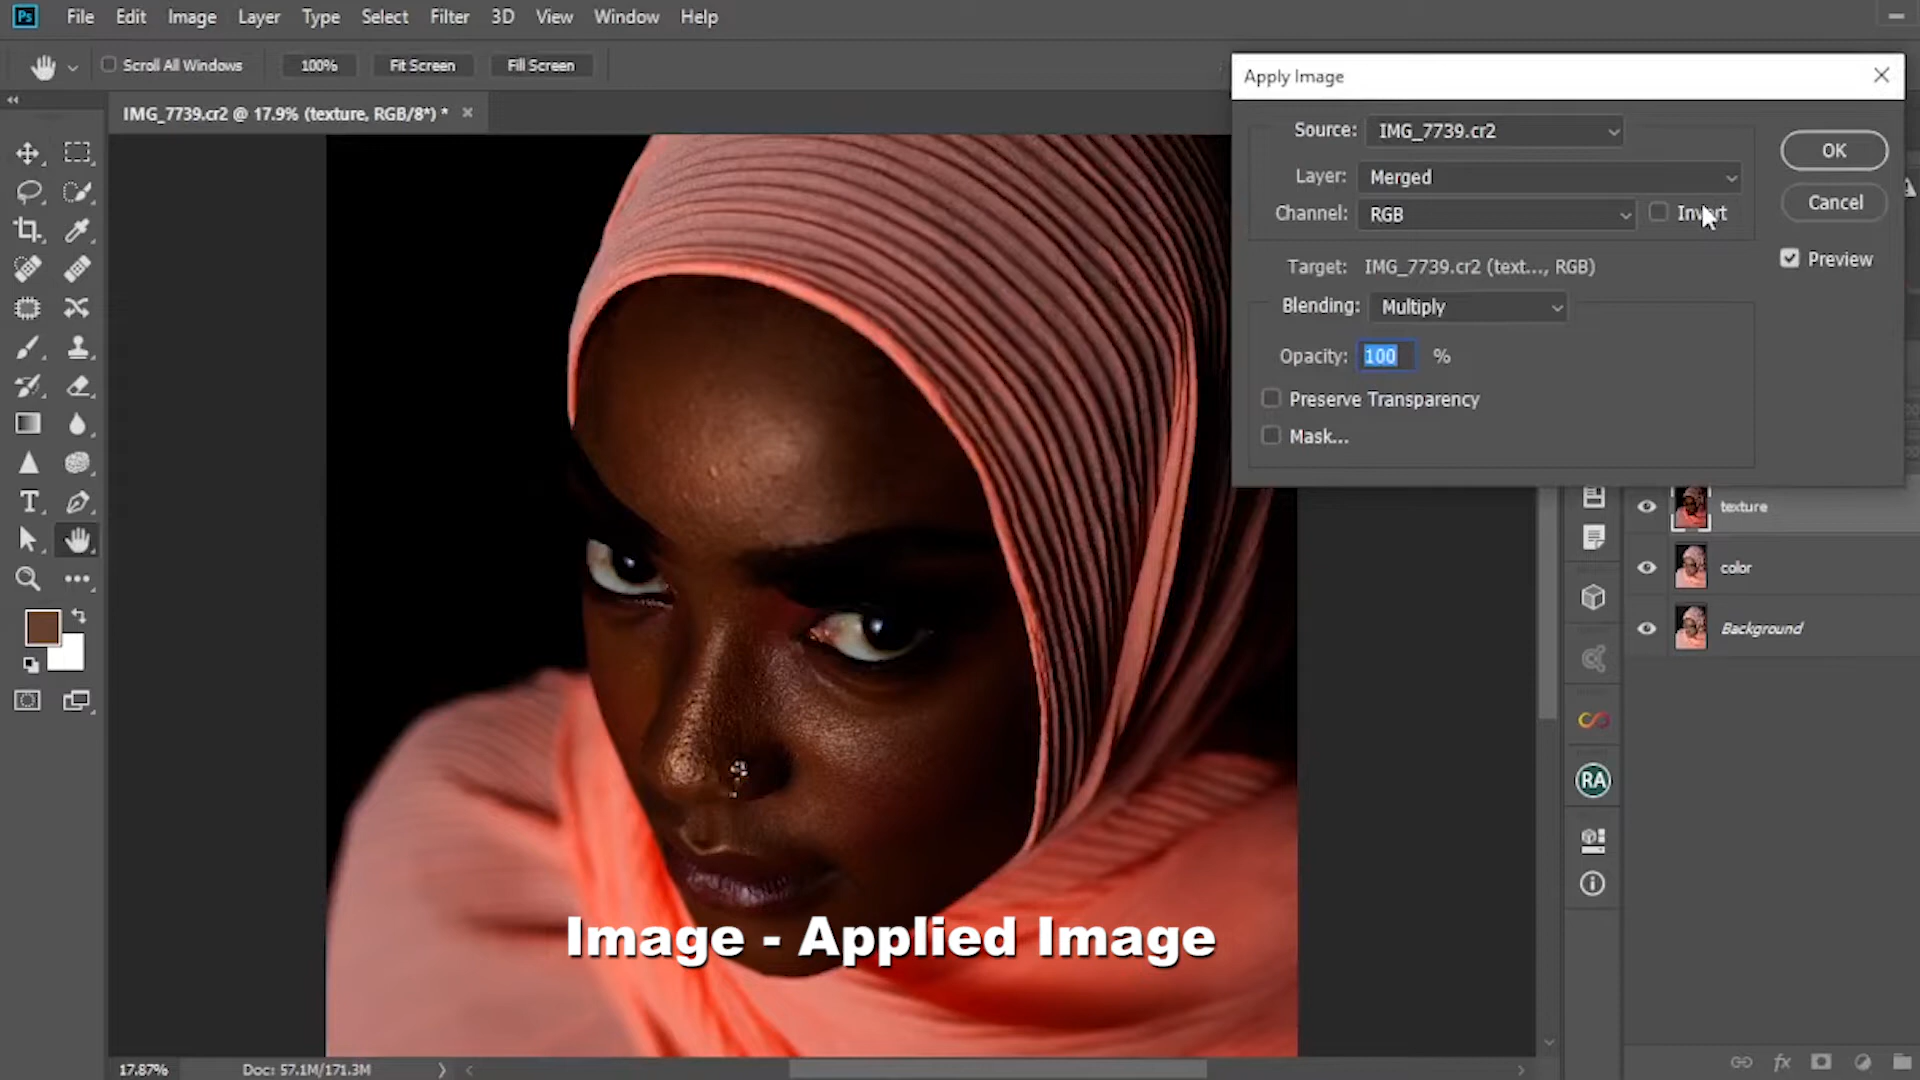 Ps File Edit Image Layer Type Select Filter 3D View Window Help
Scroll All Windows 100% Fit Screen Fill Screen
IMG_7739.cr2 @ 17.9% (texture, RGB/8*) *
Apply Image
Source: IMG_7739.cr2
OK
Layer: Merged
Cancel
Channel: RGB Invert
Preview
Target: IMG_7739.cr2 (text..., RGB)
Blending: Multiply
Opacity: 100 %
Preserve Transparency
Mask...
texture
color
Background
RA
Image - Applied Image
fx
17.87% Doc: 57.1M/171.3M